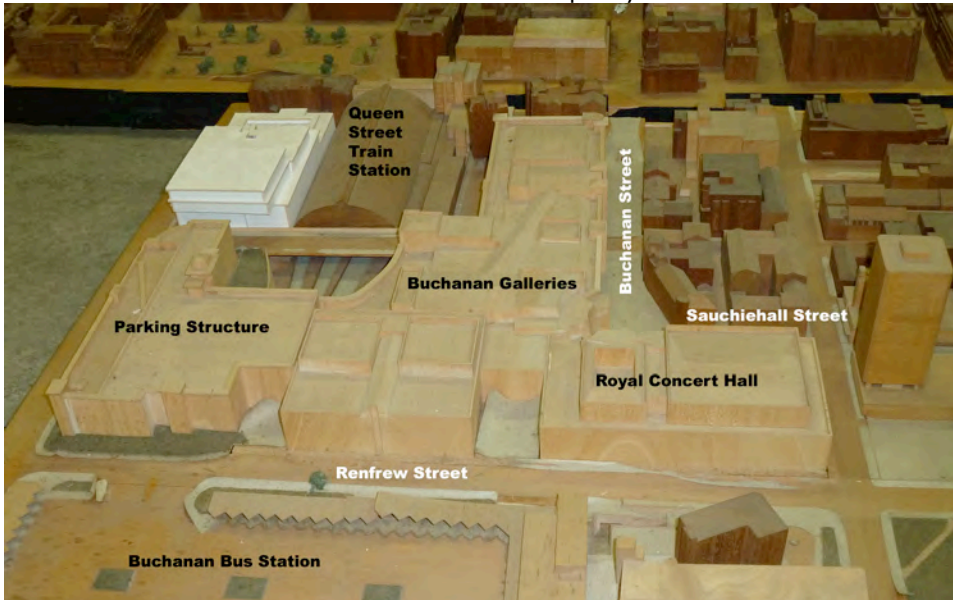 Queen
Street
Train
Station
Buchanan Street
Buchanan Galleries
Sauchiehall Street
Parking Structure
Royal Concert Hall
Renfrew Street
Buchanan Bus Station